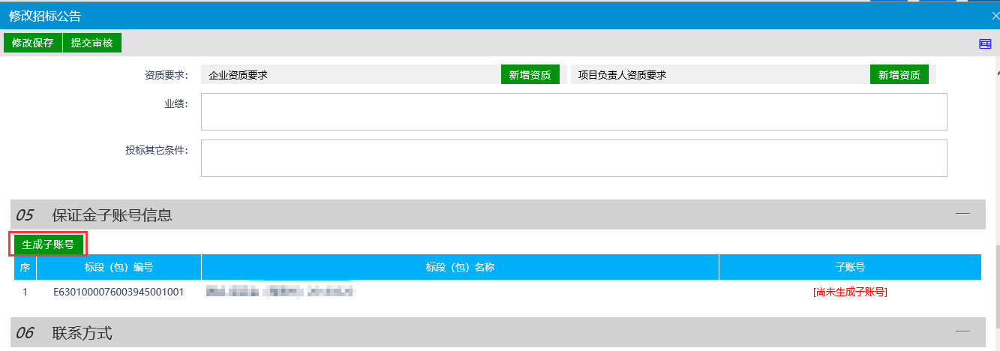 修改招标公告
修改保存 提交审核
资质要求： 企业资质要求 新增资质 项目负责人资质要求 新增资质
业绩：
投标其它条件：
05 保证金子账号信息
生成子账号
序 标段（包）编号 标段（包）名称 子账号
1 E6301000076003945001001 [尚未生成子账号]
06 联系方式